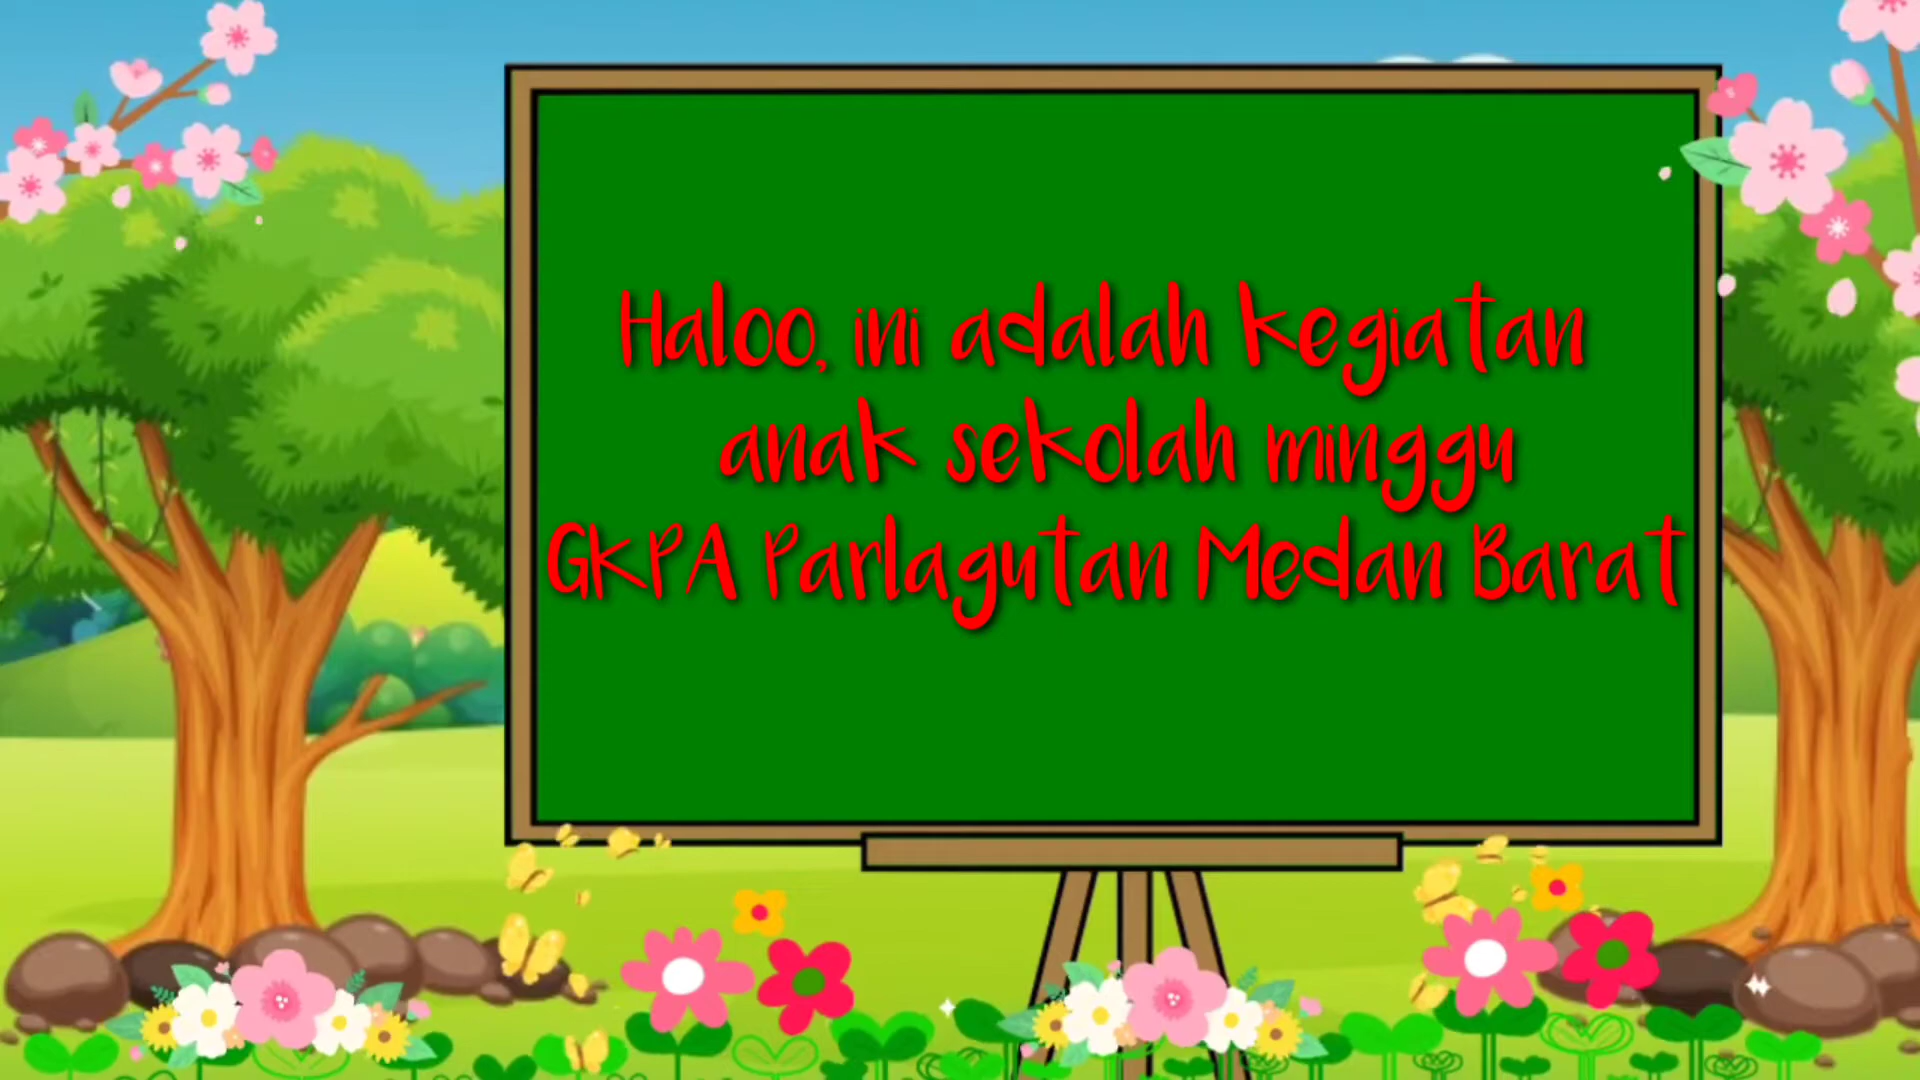 Haloo, ini adalah kegiatan
anak sekolah minggu
GKPA Parlagutan Medan Barat